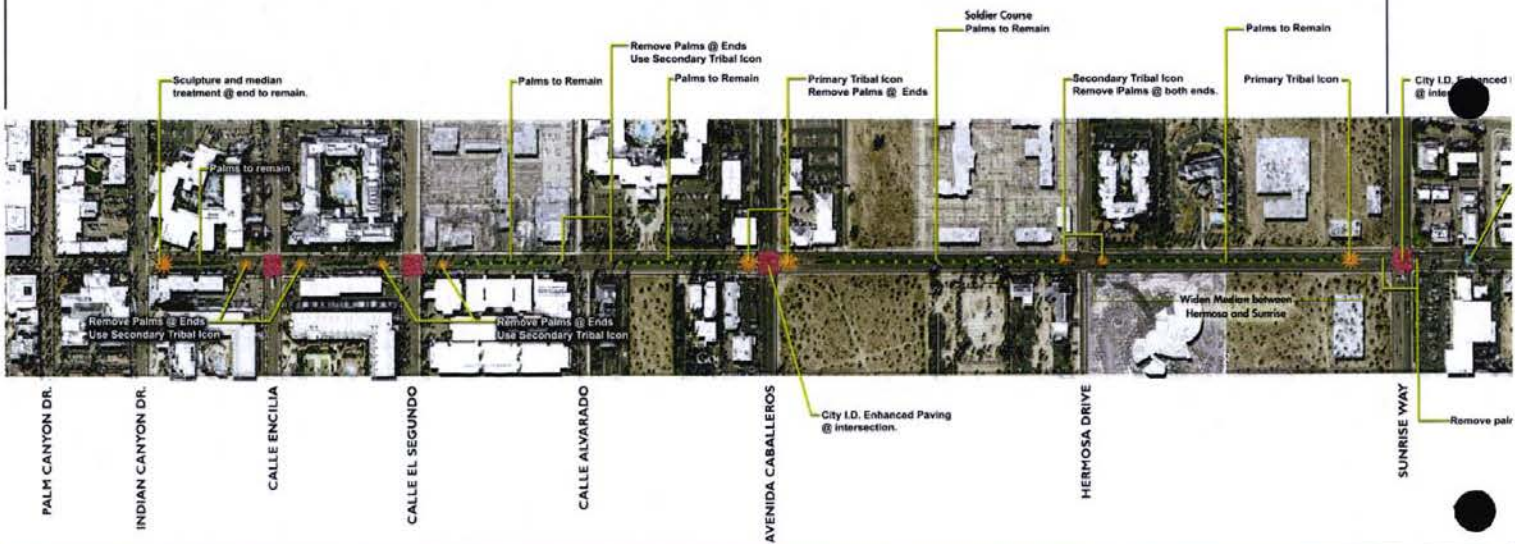 Soldier Course
Palms to Remain
Palms to Remain
Remove Palms @ Ends
Use Secondary Tribal Icon
Sculpture and median
treatment @ end to remain.
Palms to Remain
Palms to Remain
Primary Tribal Icon
Remove Palms @ Ends
Secondary Tribal Icon
Remove lPalms @ both ends.
Primary Tribal Icon
City I.D.
@
Palms to remain
Remove Palms @ Ends
Use Secondary Tribal Icon
Remove Palms @ Ends
Use Secondary Tribal Icon
Widen Median between
Hermosa and Sunrise
City I.D. Enhanced Paving
@ intersection.
Remove
PALM CANYON DR.
INDIAN CANYON DR.
CALLE ENCILIA
CALLE EL SEGUNDO
CALLE ALVARADO
AVENIDA CABALLEROS
HERMOSA DRIVE
SUNRISE WAY